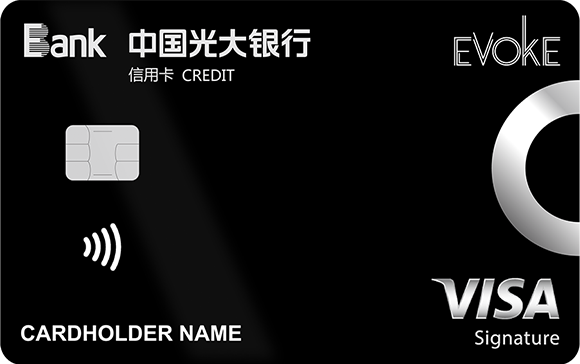 Bank 中国光大银行
信用卡 CREDIT
EVOKE
VISA
Signature
CARDHOLDER NAME